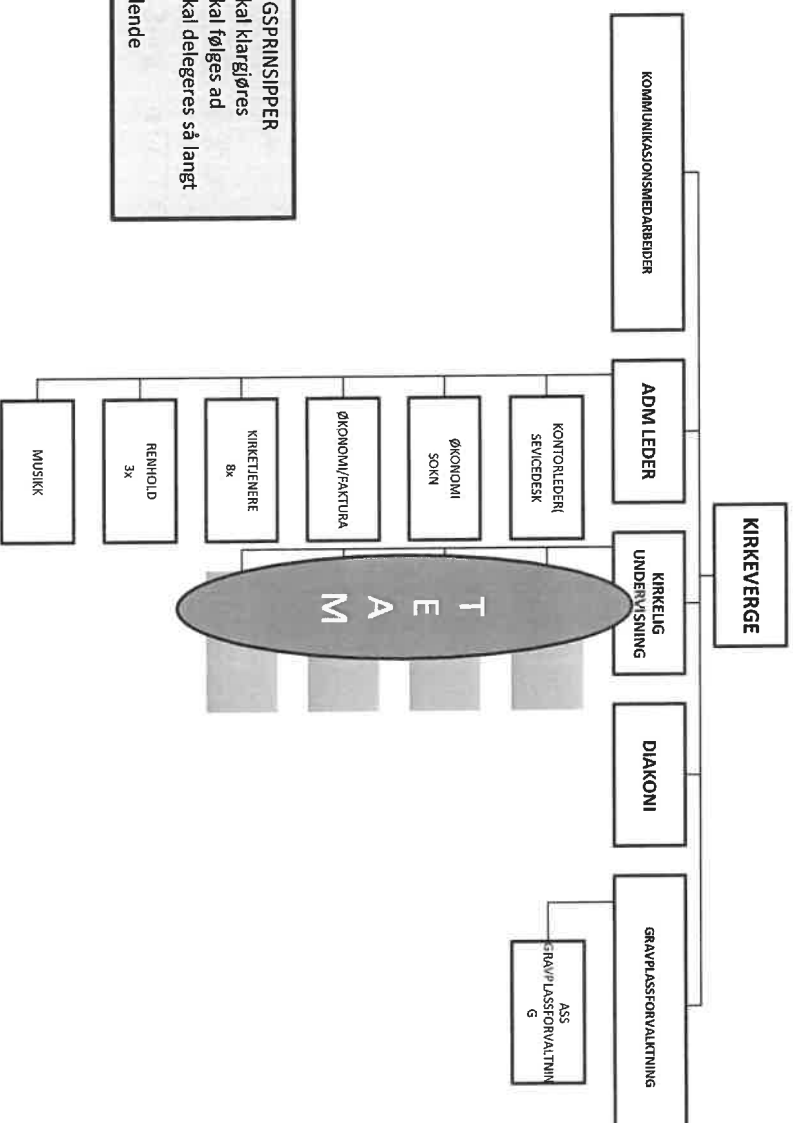 KIRKEVERGE
KOMMUNIKASJONSMEDARBEIDER
ADM LEDER
KIRKELIG
UNDERVISNING
DIAKONI
GRAVPLASSFORVALKTNING
KONTORLEDER(
SEVICEDESK
ØKONOMI
SOKN
ØKONOMI/FAKTURA
KIRKETJENERE
8x
RENHOLD
3x
MUSIKK
T
E
A
M
ASS
GRAVPLASSFORVALTNIN
G
GSPRINSIPPER
kal klargjøres
kal følges ad
kal delegeres så langt
lende